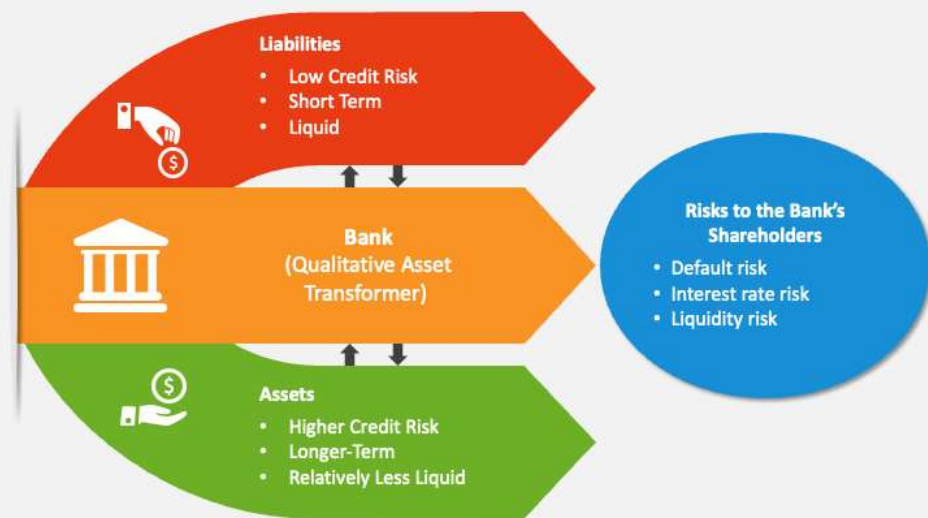 Liabilities
• Low Credit Risk
• Short Term
• Liquid
$
Bank
(Qualitative Asset
Transformer)
Risks to the Bank's
Shareholders
• Default risk
• Interest rate risk
• Liquidity risk
$
Assets
• Higher Credit Risk
• Longer-Term
• Relatively Less Liquid